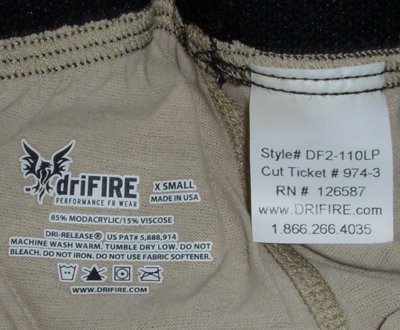 driFIRE
PERFORMANCE FR WEAR
X SMALL
MADE IN USA
85% MODACRYLIC/15% VISCOSE
DRI-RELEASE® US PAT# 5,888,914
MACHINE WASH WARM. TUMBLE DRY LOW. DO NOT
BLEACH. DO NOT IRON. DO NOT USE FABRIC SOFTENER.
WWW.DRIFIRE.COM
Style# DF2-110LP
Cut Ticket # 974-3
RN # 126587
www.DRIFIRE.com
1.866.266.4035